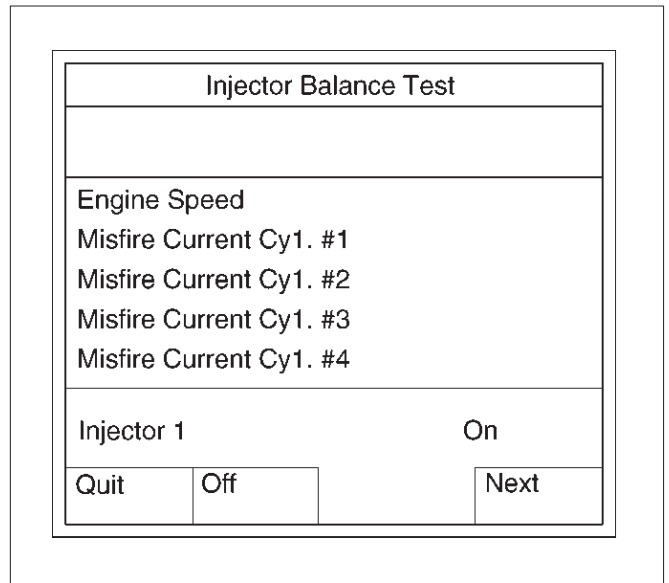 Injector Balance Test
Engine Speed
Misfire Current Cy1. #1
Misfire Current Cy1. #2
Misfire Current Cy1. #3
Misfire Current Cy1. #4
Injector 1 On
Quit Off Next